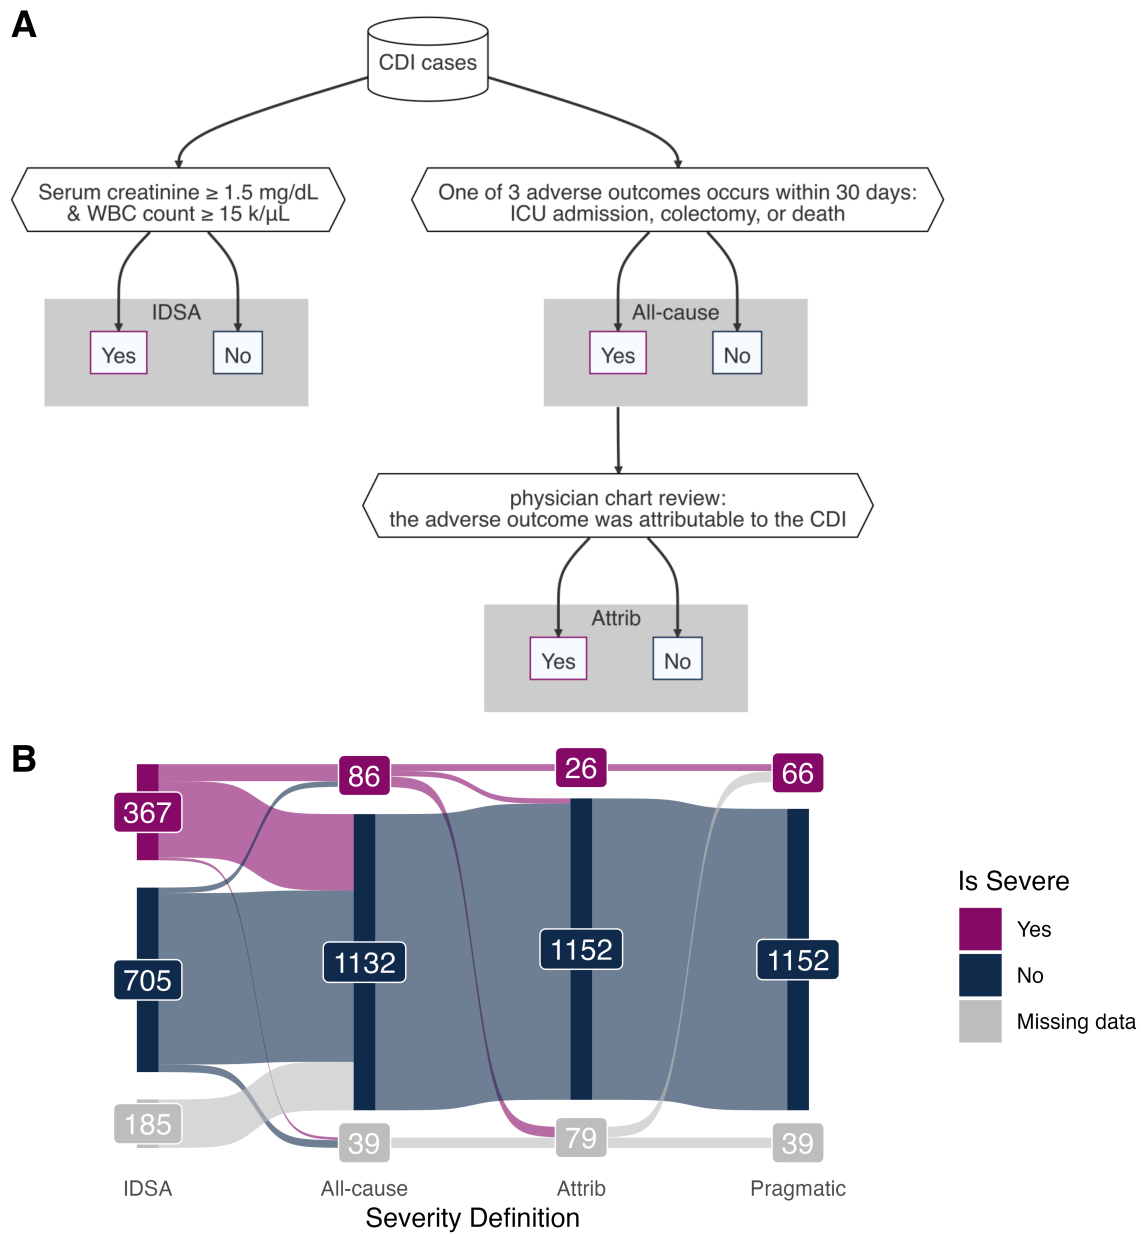 A
CDI cases
Serum creatinine ≥ 1.5 mg/dL
& WBC count ≥ 15 k/μL
One of 3 adverse outcomes occurs within 30 days:
ICU admission, colectomy, or death
IDSA
Yes
No
All-cause
Yes
No
physician chart review:
the adverse outcome was attributable to the CDI
Attrib
Yes
No
B
367
705
185
86
1132
39
26
1152
79
66
1152
39
IDSA
All-cause
Attrib
Pragmatic
Severity Definition
Is Severe
Yes
No
Missing data